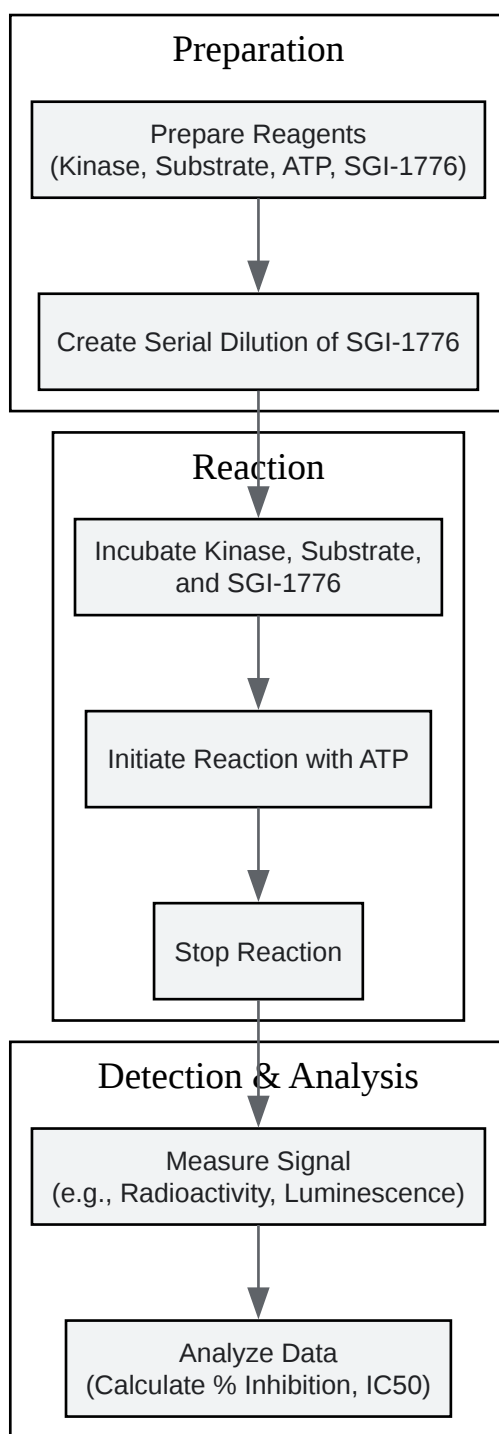 Preparation
Prepare Reagents
(Kinase, Substrate, ATP, SGI-1776)
Create Serial Dilution of SGI-1776
Reaction
Incubate Kinase, Substrate,
and SGI-1776
Initiate Reaction with ATP
Stop Reaction
Detection & Analysis
Measure Signal
(e.g., Radioactivity, Luminescence)
Analyze Data
(Calculate % Inhibition, IC50)